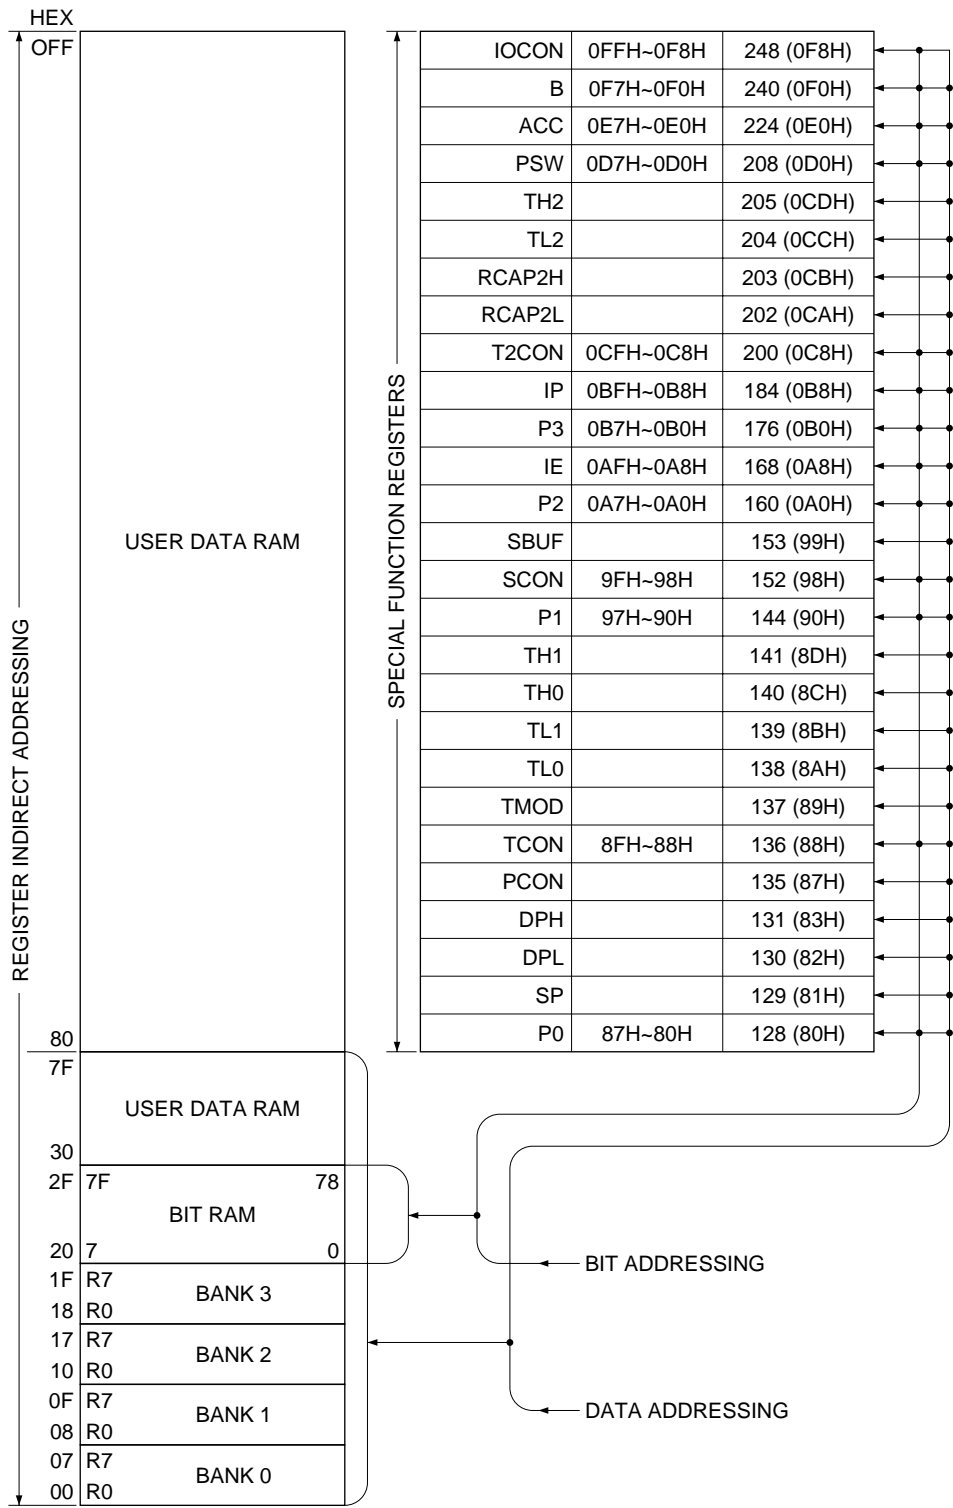 HEX
OFF
USER DATA RAM
REGISTER INDIRECT ADDRESSING
80
7F
USER DATA RAM
30
2F 7F 78
BIT RAM
20 7 0
1F R7
BANK 3
18 R0
17 R7
BANK 2
10 R0
0F R7
BANK 1
08 R0
07 R7
BANK 0
00 R0
SPECIAL FUNCTION REGISTERS
IOCON 0FFH~0F8H 248 (0F8H)
B 0F7H~0F0H 240 (0F0H)
ACC 0E7H~0E0H 224 (0E0H)
PSW 0D7H~0D0H 208 (0D0H)
TH2 205 (0CDH)
TL2 204 (0CCH)
RCAP2H 203 (0CBH)
RCAP2L 202 (0CAH)
T2CON 0CFH~0C8H 200 (0C8H)
IP 0BFH~0B8H 184 (0B8H)
P3 0B7H~0B0H 176 (0B0H)
IE 0AFH~0A8H 168 (0A8H)
P2 0A7H~0A0H 160 (0A0H)
SBUF 153 (99H)
SCON 9FH~98H 152 (98H)
P1 97H~90H 144 (90H)
TH1 141 (8DH)
TH0 140 (8CH)
TL1 139 (8BH)
TL0 138 (8AH)
TMOD 137 (89H)
TCON 8FH~88H 136 (88H)
PCON 135 (87H)
DPH 131 (83H)
DPL 130 (82H)
SP 129 (81H)
P0 87H~80H 128 (80H)
BIT ADDRESSING
DATA ADDRESSING